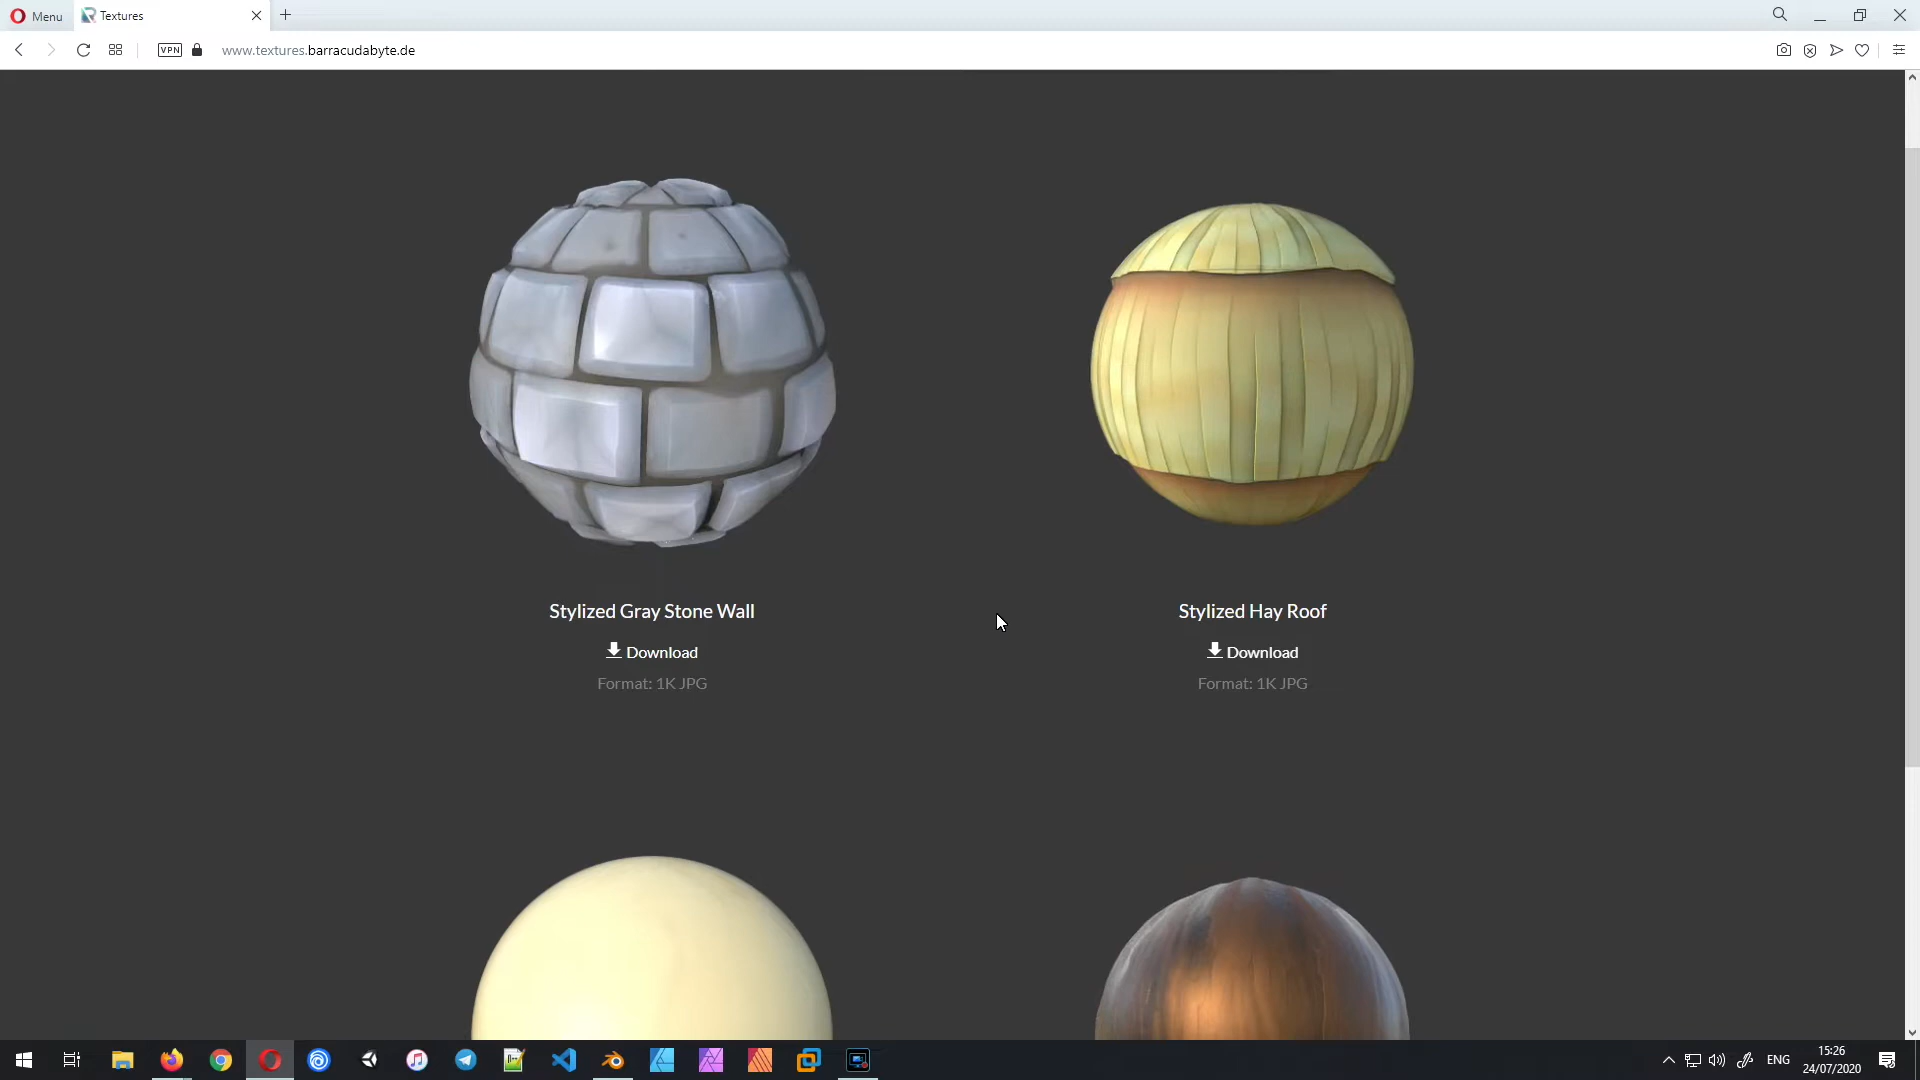 Menu
Textures
VPN
www.textures.barracudabyte.de
Stylized Gray Stone Wall
Stylized Hay Roof
Download
Download
Format: 1K JPG
Format: 1K JPG
ENG
15:26
24/07/2020